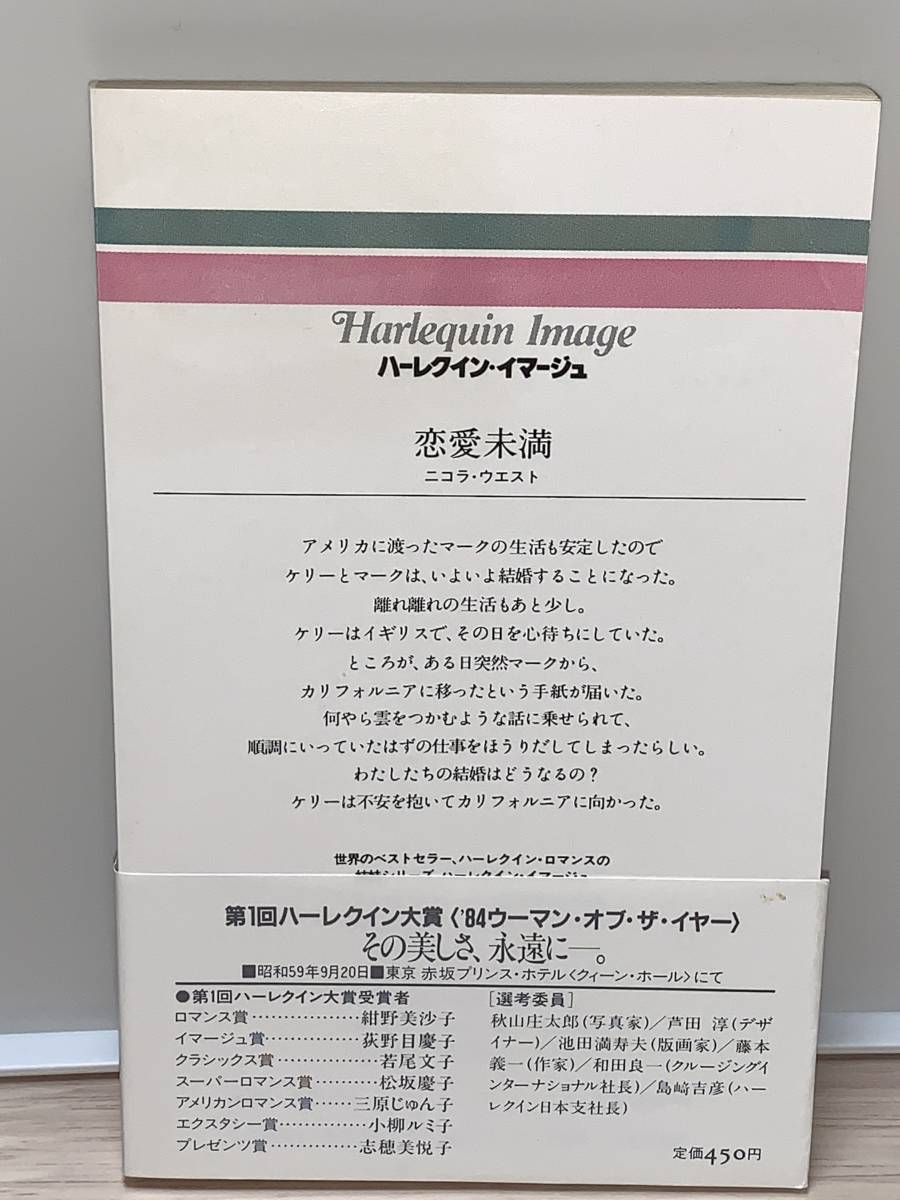 Harlequin Image
ハーレクイン・イマージュ
恋愛未満
ニコラ・ウエスト
アメリカに渡ったマークの生活も安定したので
ケリーとマークは、いよいよ結婚することになった。
離れ離れの生活もあと少し。
ケリーはイギリスで、その日を心待ちにしていた。
ところが、ある日突然マークから、
カリフォルニアに移ったという手紙が届いた。
何やら雲をつかむような話に乗せられて、
順調にいっていたはずの仕事をほうりだしてしまったらしい。
わたしたちの結婚はどうなるの?
ケリーは不安を抱いてカリフォルニアに向かった。
世界のベストセラー、ハーレクイン・ロマンスの
姉妹シリーズ、ハーレクイン・イマージュ
第1回ハーレクイン大賞〈'84ウーマン・オブ・ザ・イヤー〉
その美しさ、永遠に―。
■昭和59年9月20日■東京 赤坂プリンス・ホテル〈クィーン・ホール〉にて
●第1回ハーレクイン大賞受賞者
ロマンス賞………………紺野美沙子
イマージュ賞……………荻野目慶子
クラシックス賞…………若尾文子
スーパーロマンス賞………松坂慶子
アメリカンロマンス賞……三原じゅん子
エクスタシー賞…………小柳ルミ子
プレゼンツ賞……………志穂美悦子
[選考委員]
秋山庄太郎(写真家)／芦田 淳(デザ
イナー)／池田満寿夫(版画家)／藤本
義一(作家)／和田良一(クルージングイ
ンターナショナル社長)／島﨑吉彦(ハー
レクイン日本支社長)
定価450円